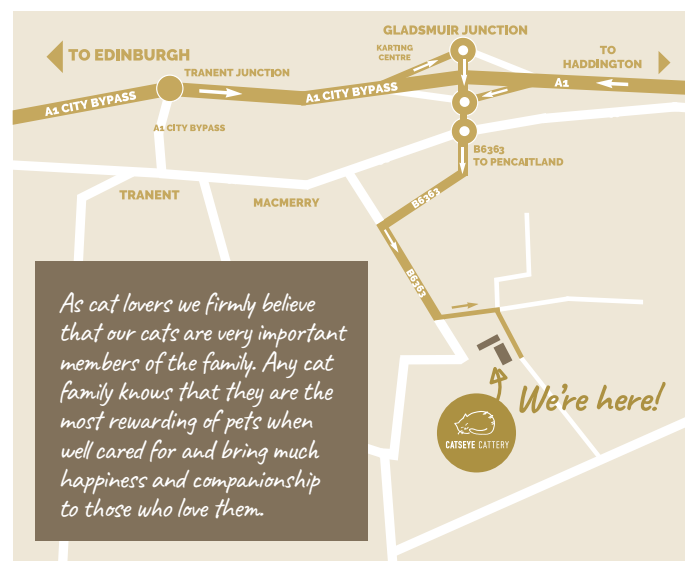 GLADSMUIR JUNCTION
TO EDINBURGH
KARTING
CENTRE
TO
HADDINGTON
TRANENT JUNCTION
A1 CITY BYPASS
A1 CITY BYPASS
A1
A1 CITY BYPASS
B6363
TO PENCAITLAND
TRANENT
MACMERRY
B6363
B6363
As cat lovers we firmly believe
that our cats are very important
members of the family. Any cat
family knows that they are the
most rewarding of pets when
well cared for and bring much
happiness and companionship
to those who love them.
We're here!
CATSEYE CATTERY